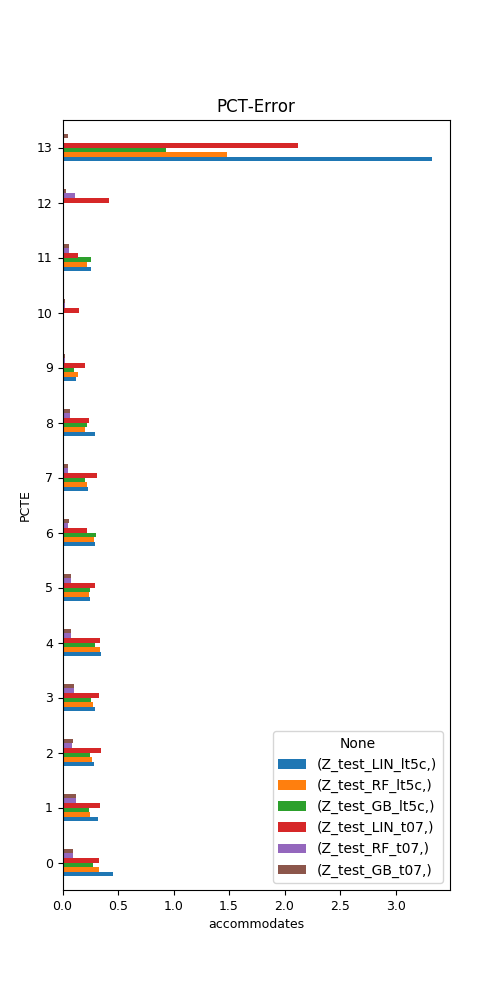 PCT-Error
13
12
11
10
9
8
7
6
5
4
3
2
1
0
PCTE
None
(Z_test_LIN_lt5c,)
(Z_test_RF_lt5c,)
(Z_test_GB_lt5c,)
(Z_test_LIN_t07,)
(Z_test_RF_t07,)
(Z_test_GB_t07,)
0.0 0.5 1.0 1.5 2.0 2.5 3.0
accommodates